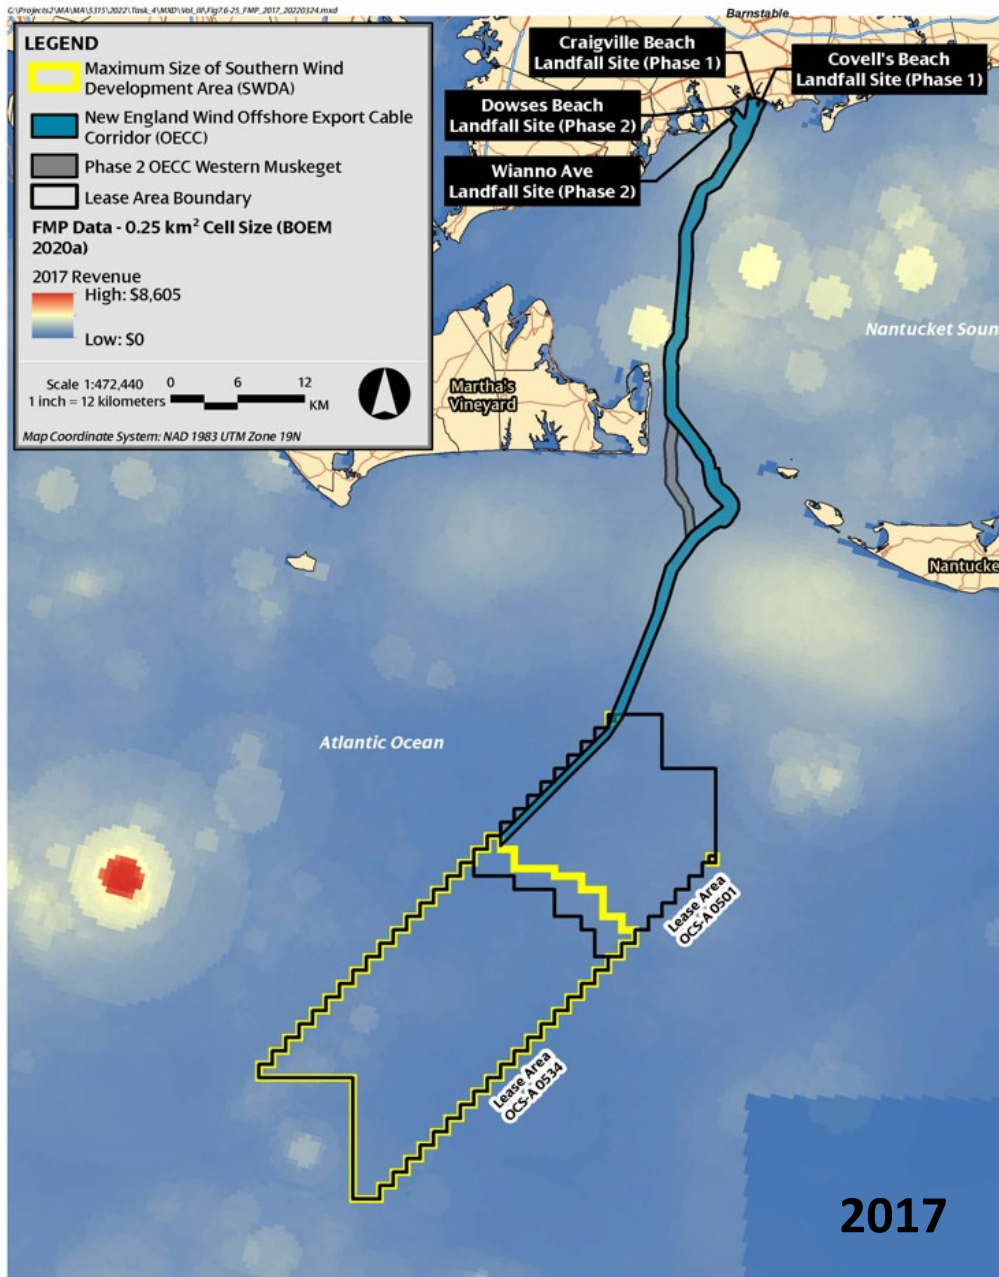 G:\Projects2\MA\MA\5315\2022\Task_4\MXD\Vol_III\Fig7.6-25_FMP_2017_20220324.mxd
Barnstable
LEGEND
Maximum Size of Southern Wind
Development Area (SWDA)
New England Wind Offshore Export Cable
Corridor (OECC)
Phase 2 OECC Western Muskeget
Lease Area Boundary
FMP Data - 0.25 km² Cell Size (BOEM
2020a)
2017 Revenue
High: $8,605
Low: $0
Scale 1:472,440
1 inch = 12 kilometers
0 6 12
KM
Map Coordinate System: NAD 1983 UTM Zone 19N
Craigville Beach
Landfall Site (Phase 1)
Covell's Beach
Landfall Site (Phase 1)
Dowses Beach
Landfall Site (Phase 2)
Wianno Ave
Landfall Site (Phase 2)
Nantucket Soun
Martha's
Vineyard
Nantucke
Atlantic Ocean
Lease Area
OCS-A 0501
Lease Area
OCS-A 0534
2017